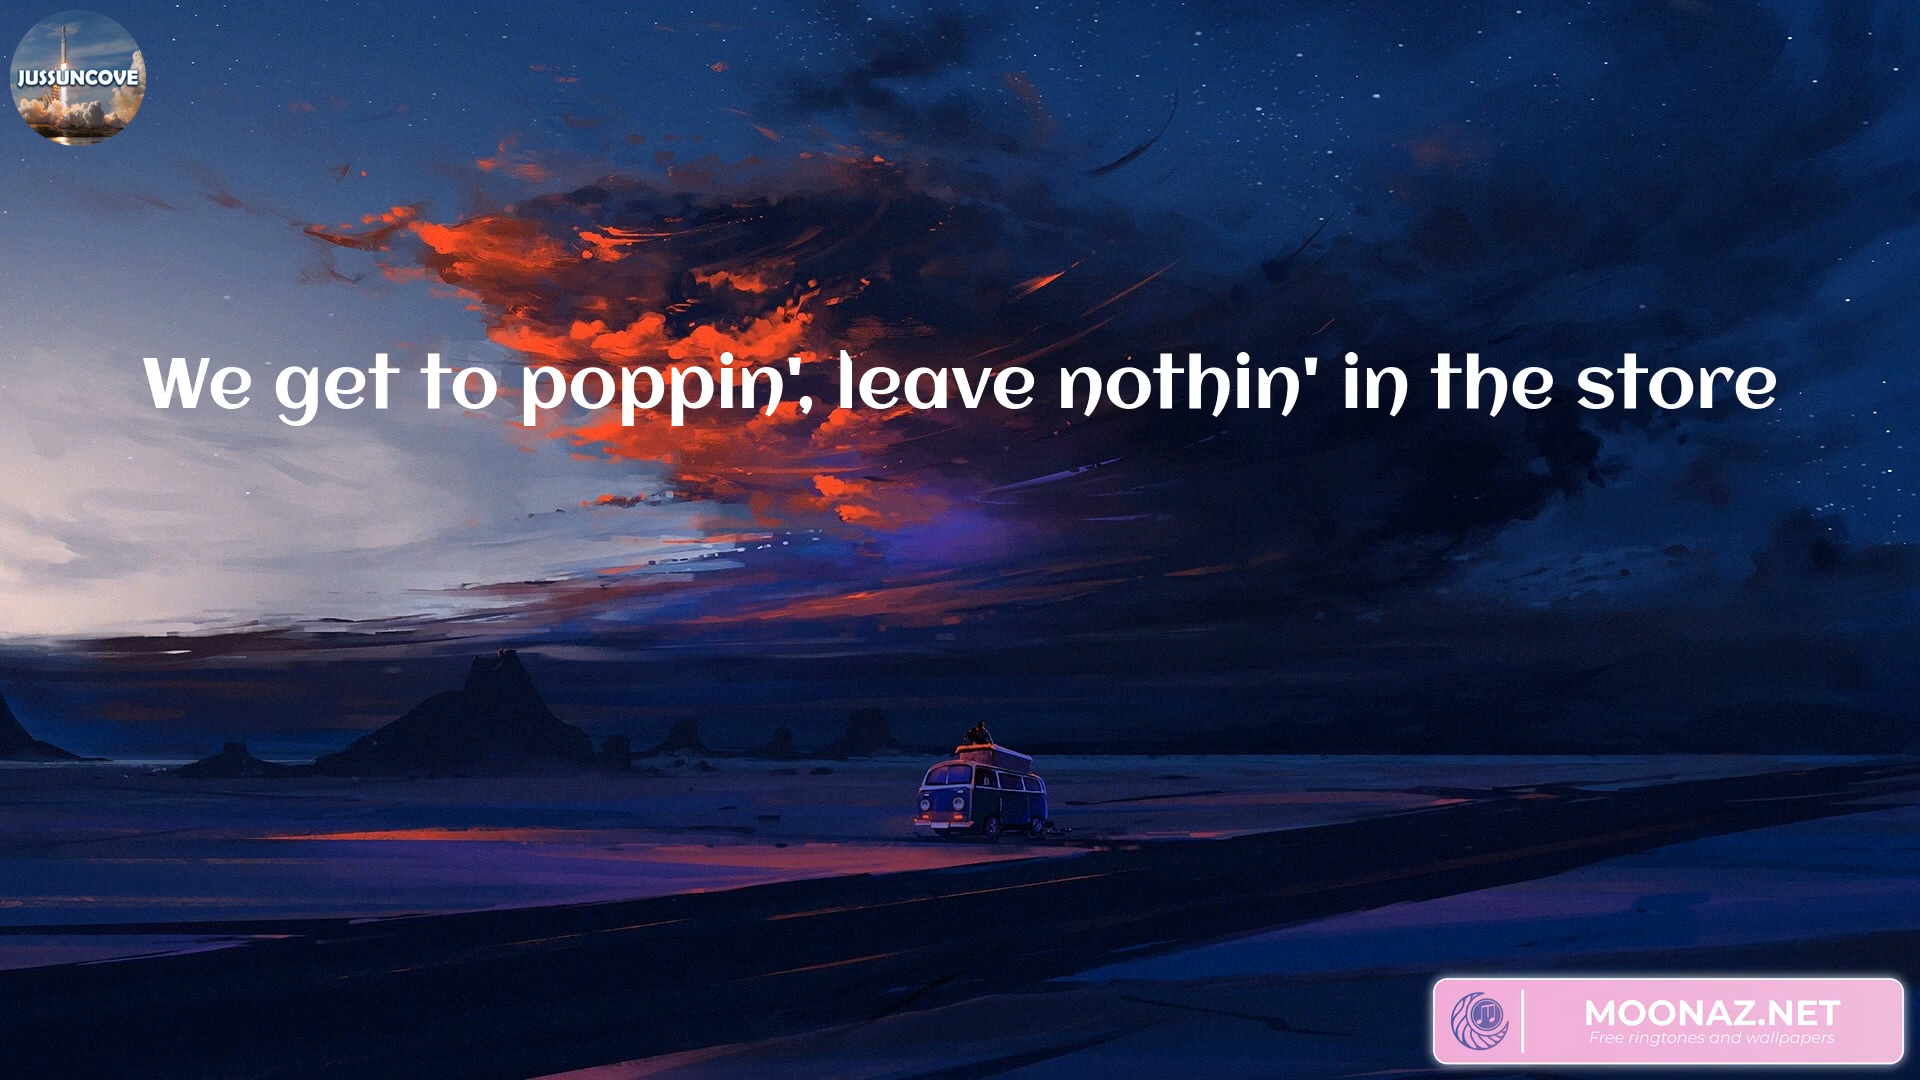 JUSSUNCOVE
We get to poppin', leave nothin' in the store
MOONAZ.NET
Free ringtones and wallpapers